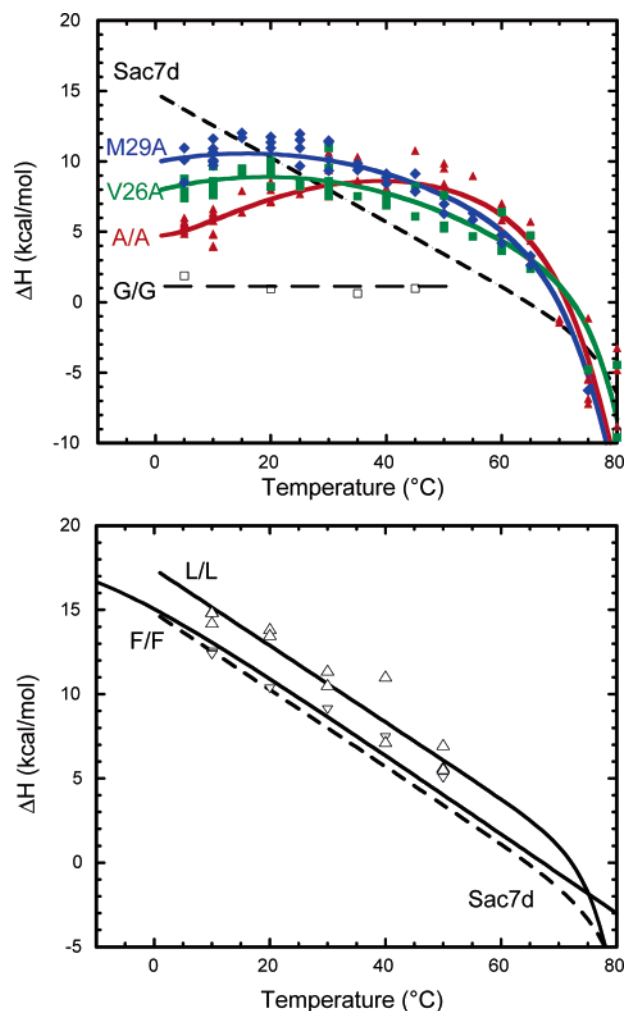 20
15
10
5
0
-5
-10
ΔH (kcal/mol)
Sac7d
M29A
V26A
A/A
G/G
0 20 40 60 80
Temperature (°C)
20
15
10
5
0
-5
ΔH (kcal/mol)
L/L
F/F
Sac7d
0 20 40 60 80
Temperature (°C)